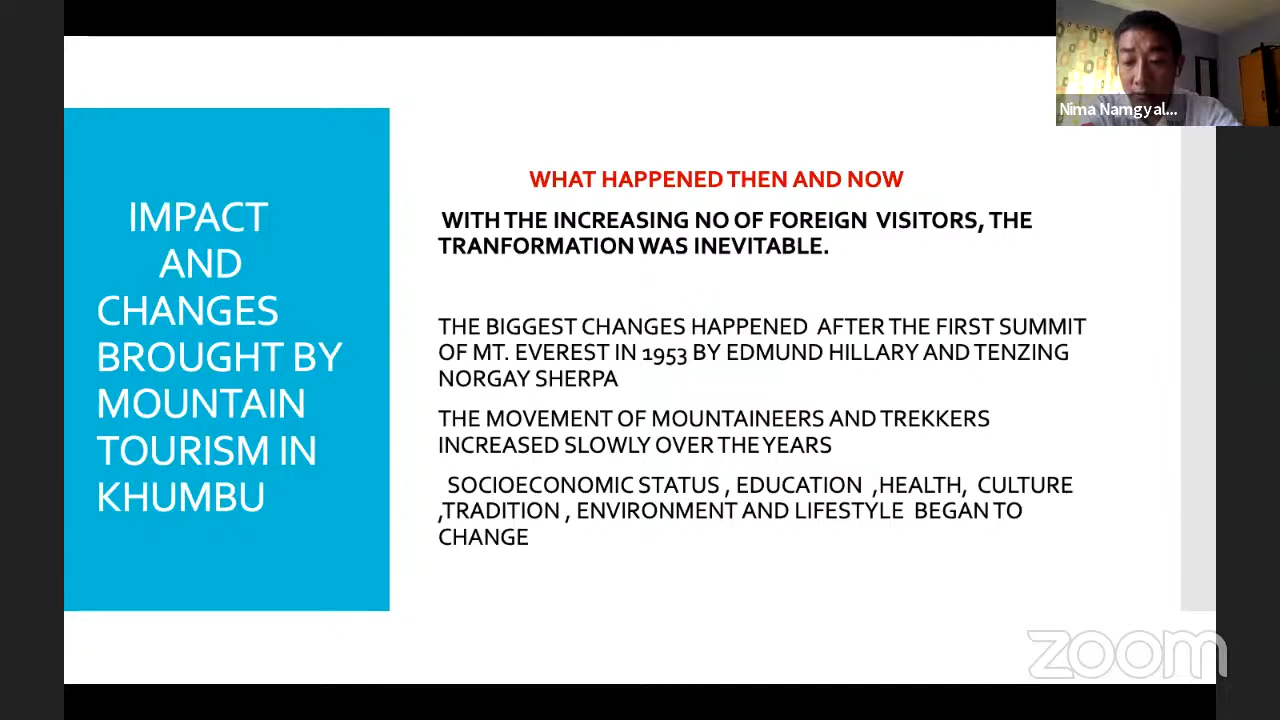 Nima Namgyal...
IMPACT
AND
CHANGES
BROUGHT BY
MOUNTAIN
TOURISM IN
KHUMBU
WHAT HAPPENED THEN AND NOW
WITH THE INCREASING NO OF FOREIGN VISITORS, THE
TRANFORMATION WAS INEVITABLE.
THE BIGGEST CHANGES HAPPENED AFTER THE FIRST SUMMIT
OF MT. EVEREST IN 1953 BY EDMUND HILLARY AND TENZING
NORGAY SHERPA
THE MOVEMENT OF MOUNTAINEERS AND TREKKERS
INCREASED SLOWLY OVER THE YEARS
SOCIOECONOMIC STATUS , EDUCATION ,HEALTH, CULTURE
,TRADITION , ENVIRONMENT AND LIFESTYLE BEGAN TO
CHANGE
zoom